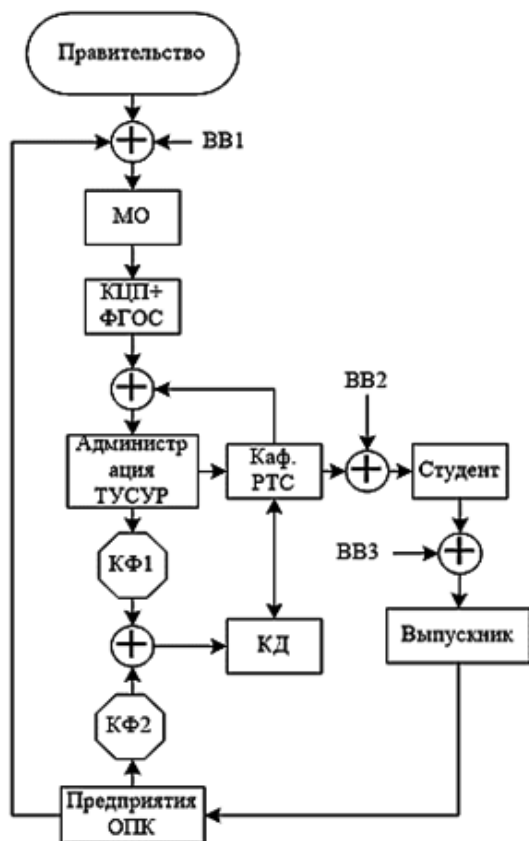 Правительство
ВВ1
МО
КЦП+
ФГОС
ВВ2
Администр
ация
ТУСУР
Каф.
РТС
Студент
КФ1
ВВ3
КД
Выпускник
КФ2
Предприятия
ОПК